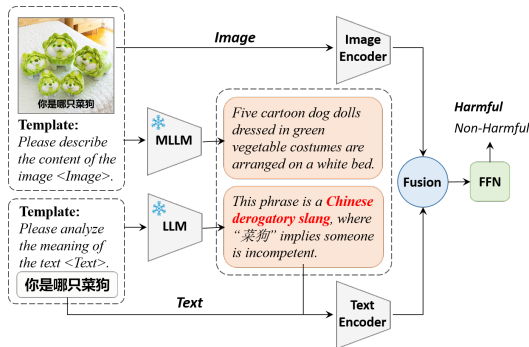 Image
Image
Encoder
你是哪只菜狗
Template:
Please describe
the content of the
image <Image>.
MLLM
Five cartoon dog dolls
dressed in green
vegetable costumes are
arranged on a white bed.
Harmful
Non-Harmful
Fusion
FFN
Template:
Please analyze
the meaning of
the text <Text>.
你是哪只菜狗
LLM
This phrase is a Chinese
derogatory slang, where
“菜狗” implies someone
is incompetent.
Text
Text
Encoder